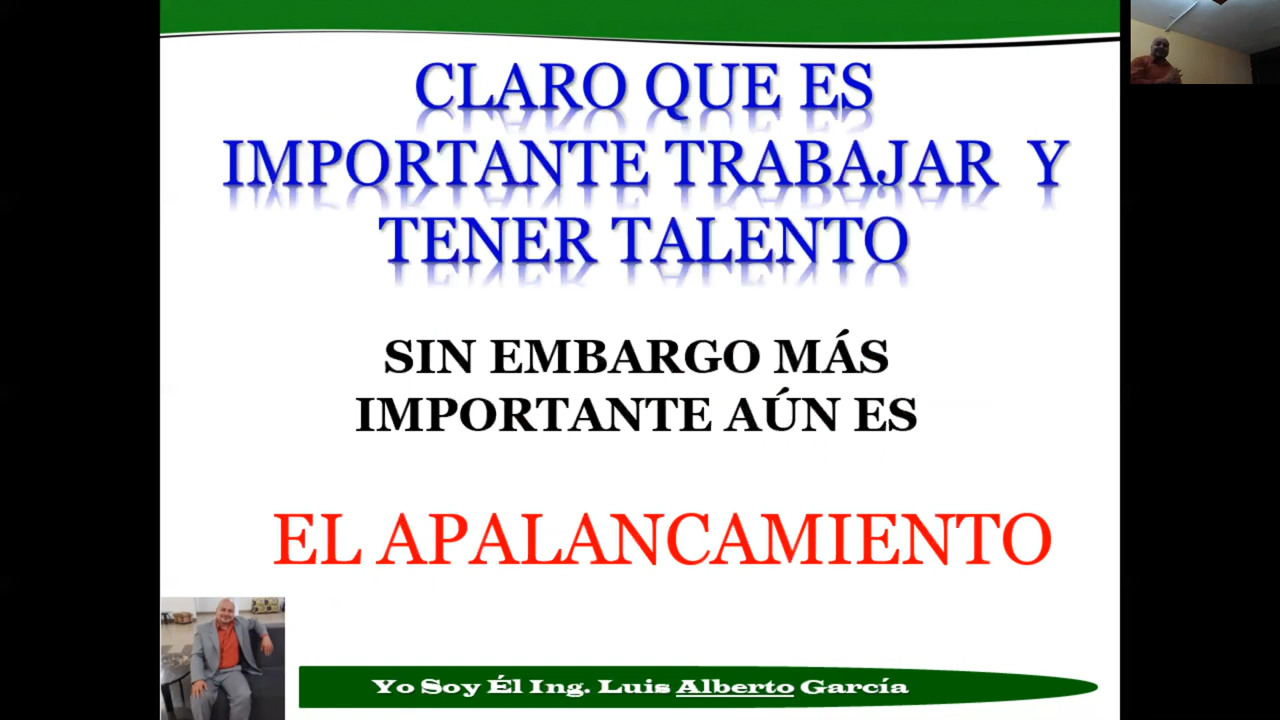 CLARO QUE ES
IMPORTANTE TRABAJAR Y
TENER TALENTO
SIN EMBARGO MÁS
IMPORTANTE AÚN ES
EL APALANCAMIENTO
Yo Soy Él Ing. Luis Alberto García